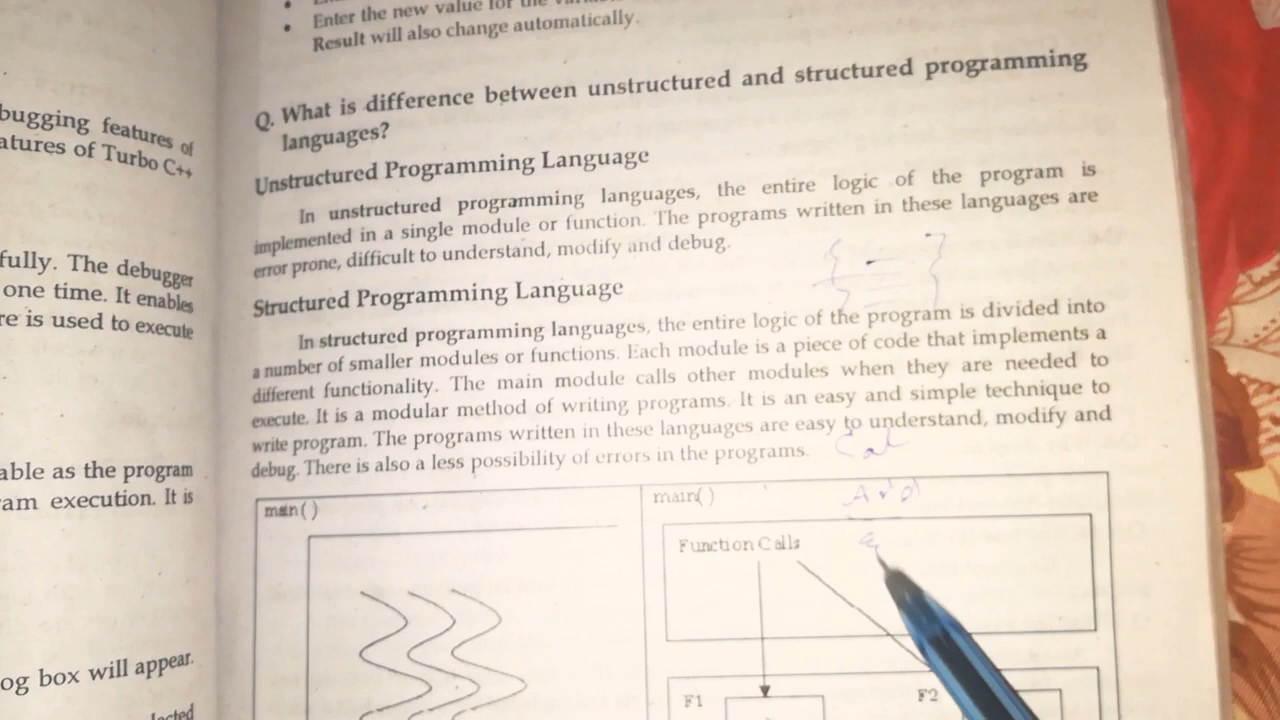 bugging features of
atures of Turbo C++
fully. The debugger
one time. It enables
re is used to execute
able as the program
am execution. It is
og box will appear.
lected
• Enter the new value for the
Result will also change automatically.
Q. What is difference between unstructured and structured programming
languages?
Unstructured Programming Language
In unstructured programming languages, the entire logic of the program is
implemented in a single module or function. The programs written in these languages are
error prone, difficult to understand, modify and debug.
Structured Programming Language
In structured programming languages, the entire logic of the program is divided into
a number of smaller modules or functions. Each module is a piece of code that implements a
different functionality. The main module calls other modules when they are needed to
execute. It is a modular method of writing programs. It is an easy and simple technique to
write program. The programs written in these languages are easy to understand, modify and
debug. There is also a less possibility of errors in the programs.
Cal
main()
main()
Function Calls
F1
F2